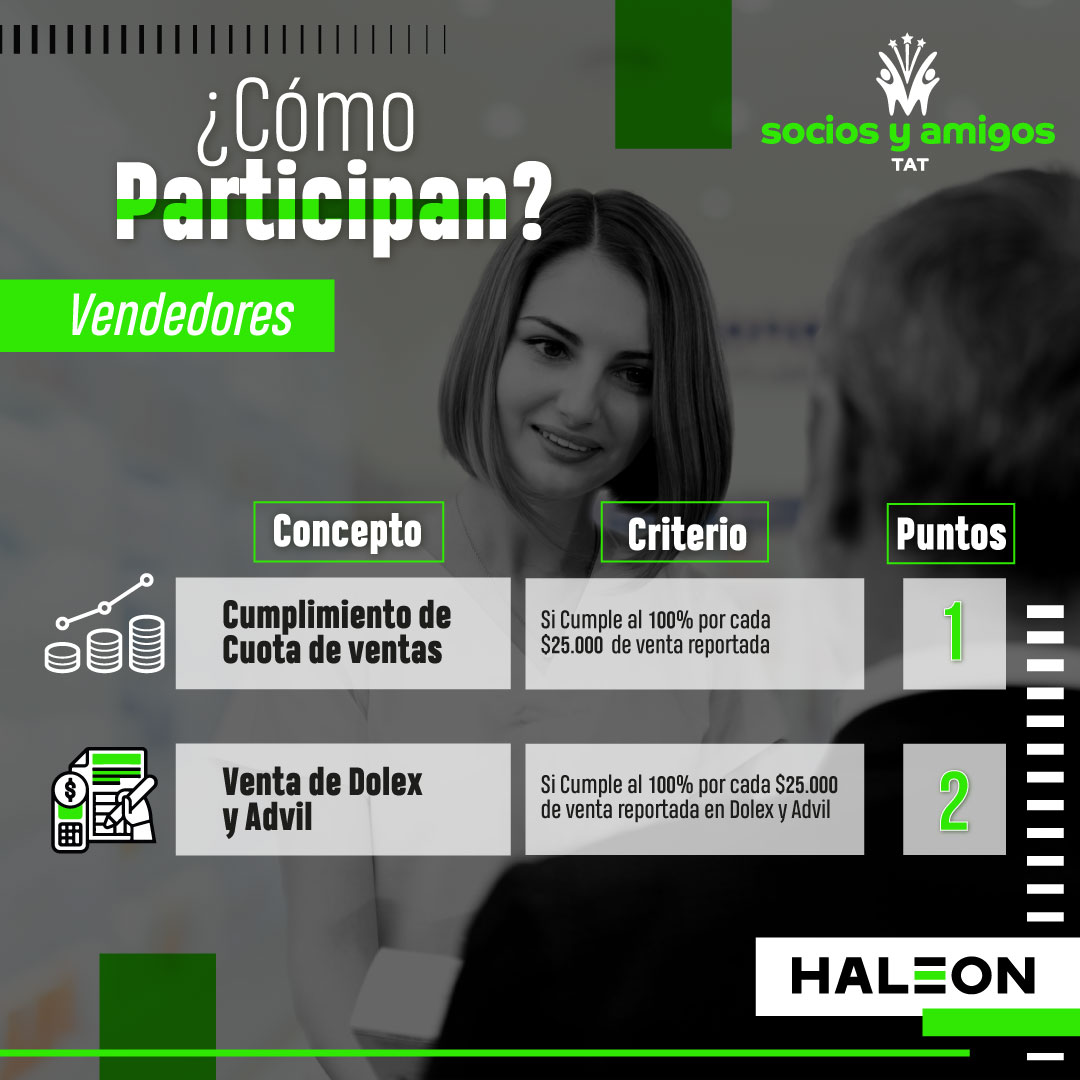 ¿Cómo
Participan?
socios y amigos
TAT
Vendedores
Concepto
Criterio
Puntos
Cumplimiento de
Cuota de ventas
Si Cumple al 100% por cada
$25.000 de venta reportada
1
$
Venta de Dolex
y Advil
Si Cumple al 100% por cada $25.000
de venta reportada en Dolex y Advil
2
HALEON